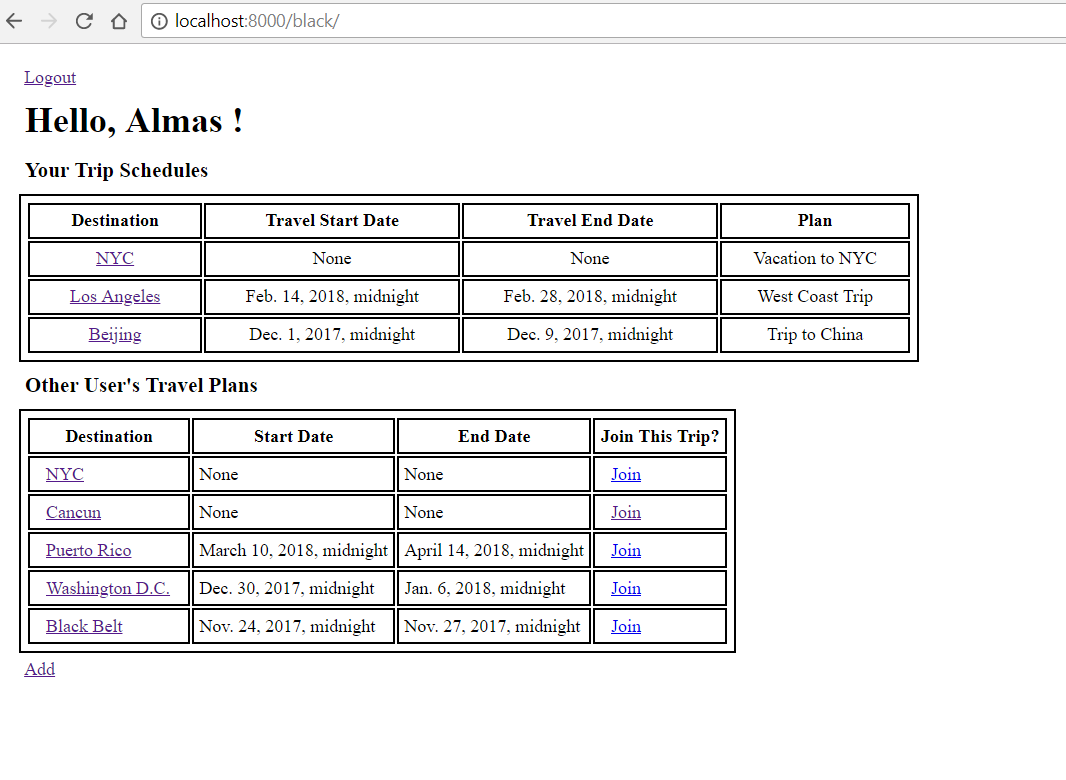 localhost:8000/black/
Logout
Hello, Almas !
Your Trip Schedules
Destination Travel Start Date Travel End Date Plan
NYC None None Vacation to NYC
Los Angeles Feb. 14, 2018, midnight Feb. 28, 2018, midnight West Coast Trip
Beijing Dec. 1, 2017, midnight Dec. 9, 2017, midnight Trip to China
Other User's Travel Plans
Destination Start Date End Date Join This Trip?
NYC None None Join
Cancun None None Join
Puerto Rico March 10, 2018, midnight April 14, 2018, midnight Join
Washington D.C. Dec. 30, 2017, midnight Jan. 6, 2018, midnight Join
Black Belt Nov. 24, 2017, midnight Nov. 27, 2017, midnight Join
Add